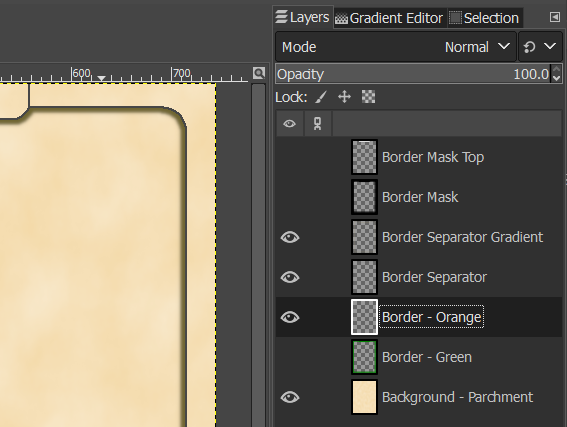 Layers Gradient Editor Selection
Mode Normal
Opacity 100.0
Lock:
600 700
Border Mask Top
Border Mask
Border Separator Gradient
Border Separator
Border - Orange
Border - Green
Background - Parchment